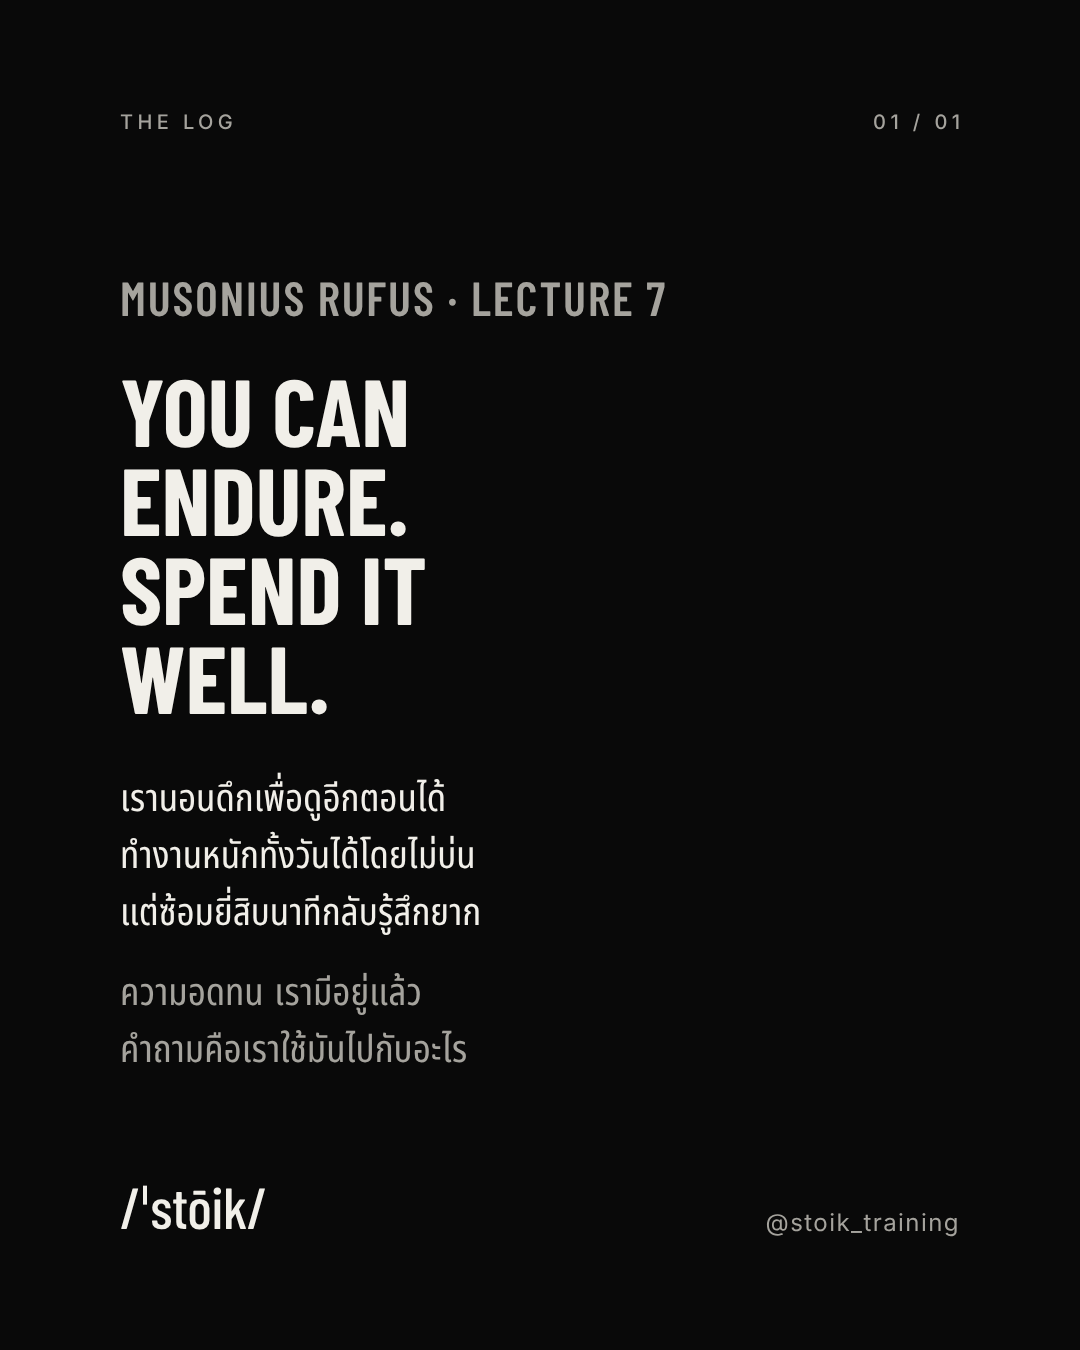 THE LOG
01 / 01
MUSONIUS RUFUS · LECTURE 7
YOU CAN
ENDURE.
SPEND IT
WELL.
เรานอนดึกเพื่อดูอีกตอนได้
ทำงานหนักทั้งวันได้โดยไม่บ่น
แต่ซ้อมยี่สิบนาทีกลับรู้สึกยาก
ความอดทน เรามีอยู่แล้ว
คำถามคือเราใช้มันไปกับอะไร
/ˈstōik/
@stoik_training